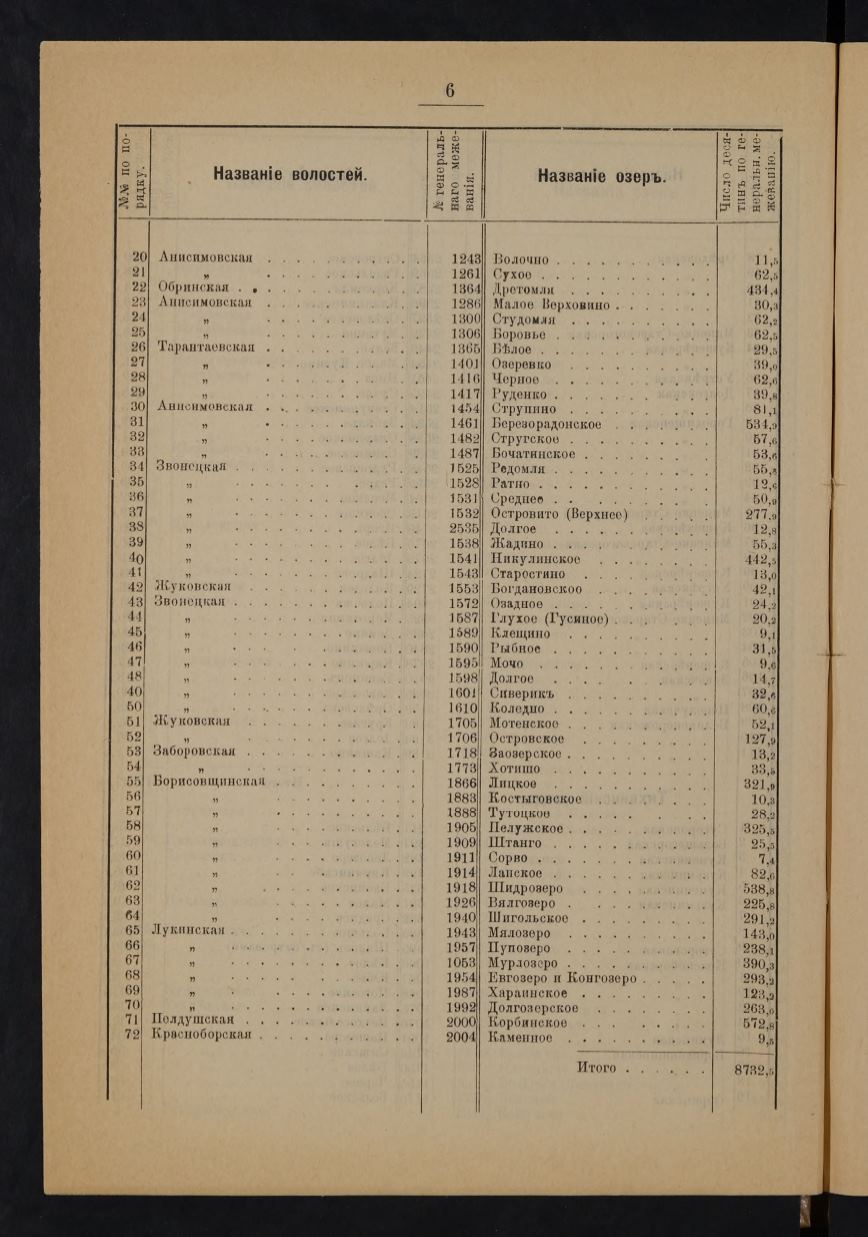 6
№№ по по-
рядку.
Названіе волостей.
№ генераль-
наго меже-
ванія.
Названіе озеръ.
Число деся-
тинъ по ге-
неральн. ме-
жеванію.
20 Анисимовская 1243 Волочно 11,5
21 „ 1261 Сухое 62,5
22 Обринская 1364 Дретомля 434,4
23 Анисимовская 1286 Малое Верховино 30,3
24 „ 1300 Студомля 62,2
25 „ 1306 Боровье 62,5
26 Тарантаевская 1365 Бѣлое 29,5
27 „ 1401 Озеревко 39,0
28 „ 1416 Черное 62,6
29 „ 1417 Руденко 39,8
30 Анисимовская 1454 Струпино 81,1
31 „ 1461 Березорадонское 534,9
32 „ 1482 Стругское 57,6
33 „ 1487 Бочатинское 53,6
34 Звонецкая 1525 Редомля 55,8
35 „ 1528 Ратно 12,6
36 „ 1531 Среднее 50,9
37 „ 1532 Островито (Верхнее) 277,9
38 „ 2535 Долгое 12,8
39 „ 1538 Жадино 55,3
40 „ 1541 Никулинское 442,5
41 „ 1543 Старостино 13,0
42 Жуковская 1553 Богдановское 42,1
43 Звонецкая 1572 Озадное 24,2
44 „ 1587 Глухое (Гусиное) 20,2
45 „ 1589 Клещино 9,1
46 „ 1590 Рыбное 31,5
47 „ 1595 Мочо 9,6
48 „ 1598 Долгое 14,7
40 „ 1601 Сиверикъ 32,6
50 „ 1610 Коледно 60,6
51 Жуковская 1705 Мотенское 52,1
52 „ 1706 Островское 127,9
53 Заборовская 1718 Заозерское 13,2
54 „ 1773 Хотишо 33,5
55 Борисовщинская 1866 Лицкое 321,9
56 „ 1883 Костыговское 10,3
57 „ 1888 Тутоцкое 28,2
58 „ 1905 Пелужское 325,5
59 „ 1909 Штанго 25,5
60 „ 1911 Сорво 7,4
61 „ 1914 Ланское 82,6
62 „ 1918 Шидрозеро 538,8
63 „ 1926 Вялгозеро 225,8
64 „ 1940 Шигольское 291,2
65 Лукинская 1943 Мялозеро 143,0
66 „ 1957 Пуповеро 238,1
67 „ 1053 Мурлозеро 390,3
68 „ 1954 Евгозеро и Конгозеро 293,2
69 „ 1987 Харагинское 123,2
70 „ 1992 Долгозерское 263,0
71 Полдушская 2000 Корбинское 572,8
72 Красноборская 2004 Каменное 9,5
Итого 8732,5